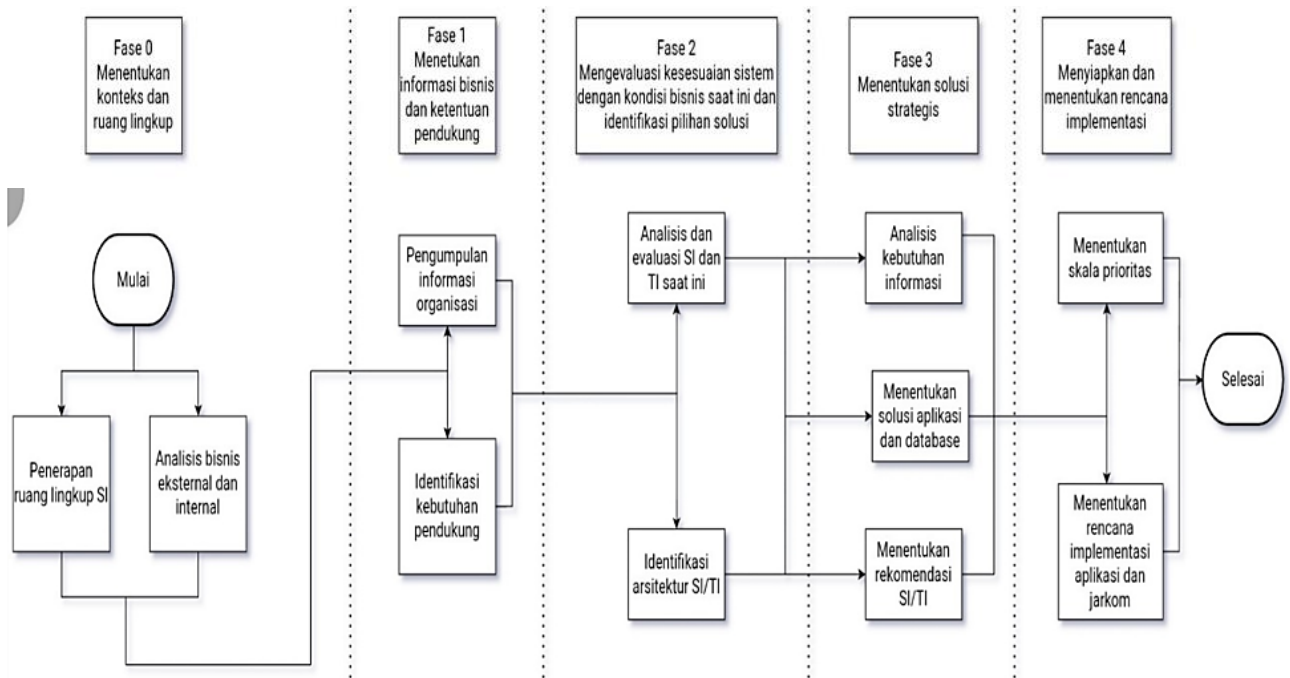 Fase 0
Menentukan
konteks dan
ruang lingkup
Fase 1
Menetukan
informasi bisnis
dan ketentuan
pendukung
Fase 2
Mengevaluasi kesesuaian sistem
dengan kondisi bisnis saat ini dan
identifikasi pilihan solusi
Fase 3
Menentukan solusi
strategis
Fase 4
Menyiapkan dan
menentukan rencana
implementasi
Mulai
Penerapan
ruang lingkup SI
Analisis bisnis
eksternal dan
internal
Pengumpulan
informasi
organisasi
Identifikasi
kebutuhan
pendukung
Analisis dan
evaluasi SI dan
TI saat ini
Identifikasi
arsitektur SI/TI
Analisis
kebutuhan
informasi
Menentukan
solusi aplikasi
dan database
Menentukan
rekomendasi
SI/TI
Menentukan
skala prioritas
Menentukan
rencana
implementasi
aplikasi dan
jarkom
Selesai